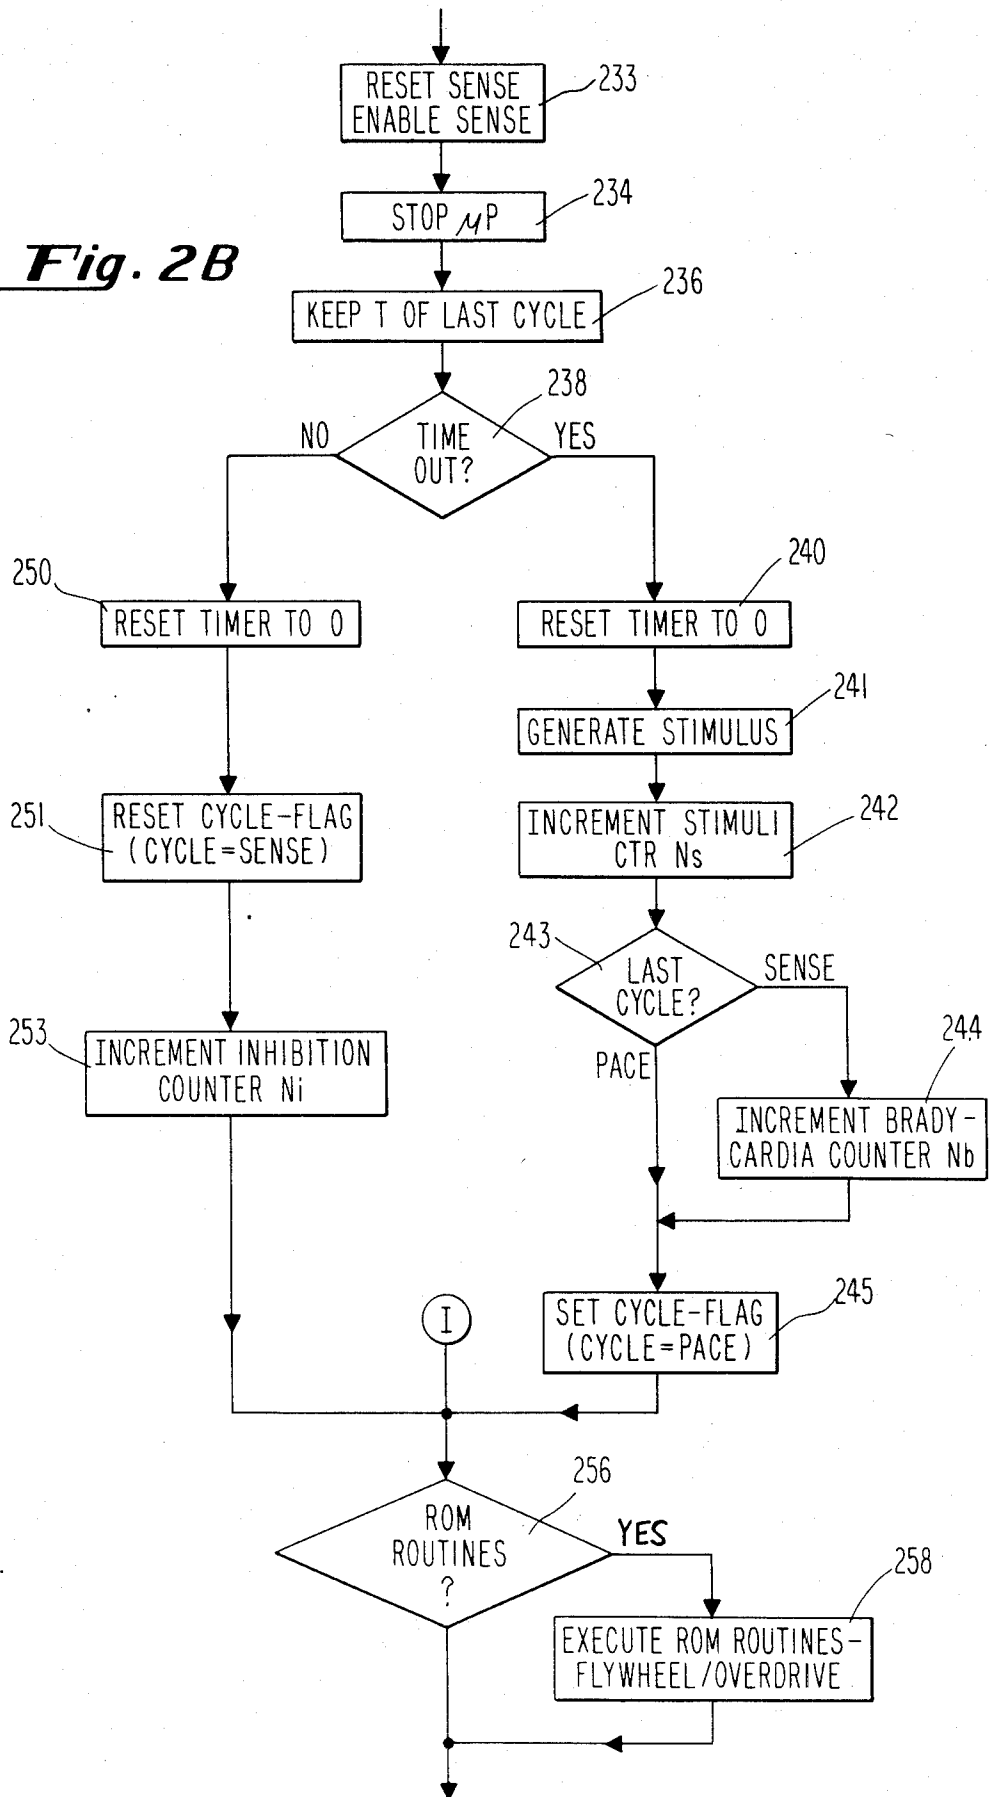 RESET SENSE
ENABLE SENSE
233
STOP μP
234
Fig. 2B
KEEP T OF LAST CYCLE
236
238
TIME
OUT?
NO
YES
250
RESET TIMER TO 0
240
RESET TIMER TO 0
241
GENERATE STIMULUS
251
RESET CYCLE-FLAG
(CYCLE=SENSE)
242
INCREMENT STIMULI
CTR Ns
243
LAST
CYCLE?
SENSE
PACE
253
INCREMENT INHIBITION
COUNTER Ni
244
INCREMENT BRADY-
CARDIA COUNTER Nb
245
SET CYCLE-FLAG
(CYCLE=PACE)
I
256
ROM
ROUTINES
?
YES
258
EXECUTE ROM ROUTINES-
FLYWHEEL/OVERDRIVE